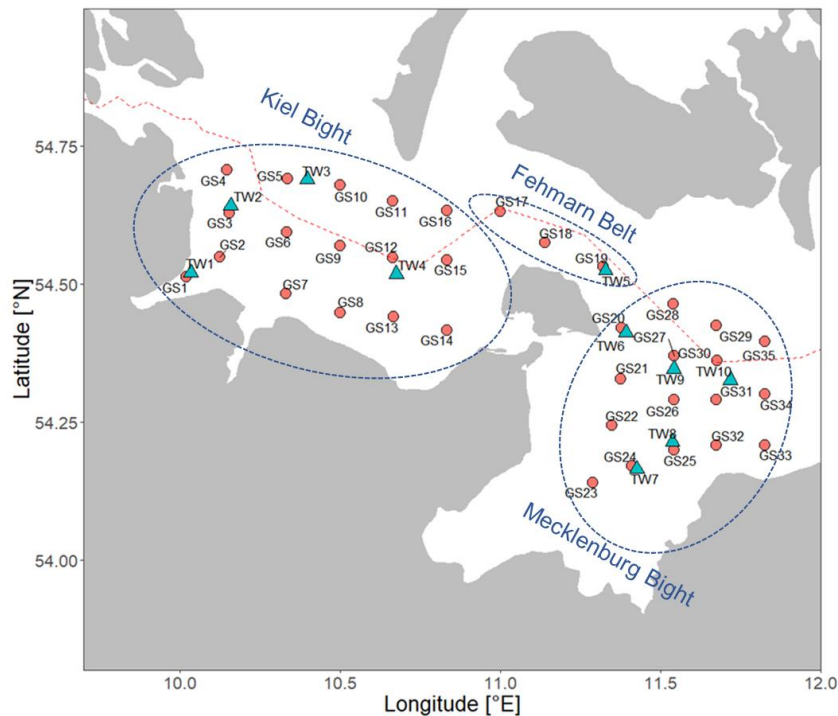 54.75
54.50
54.25
54.00
Latitude [°N]
10.0
10.5
11.0
11.5
12.0
Longitude [°E]
Kiel Bight
Fehmarn Belt
Mecklenburg Bight
GS4
GS5
TW3
GS10
GS11
GS16
TW2
GS3
GS2
GS6
GS9
GS12
TW4
GS15
TW1
GS1
GS7
GS8
GS13
GS14
GS17
GS18
GS19
TW5
GS20
TW6
GS27
GS28
GS29
GS30
GS35
GS21
TW9
TW10
GS31
GS34
GS22
GS26
TW8
GS32
GS33
GS24
TW7
GS25
GS23